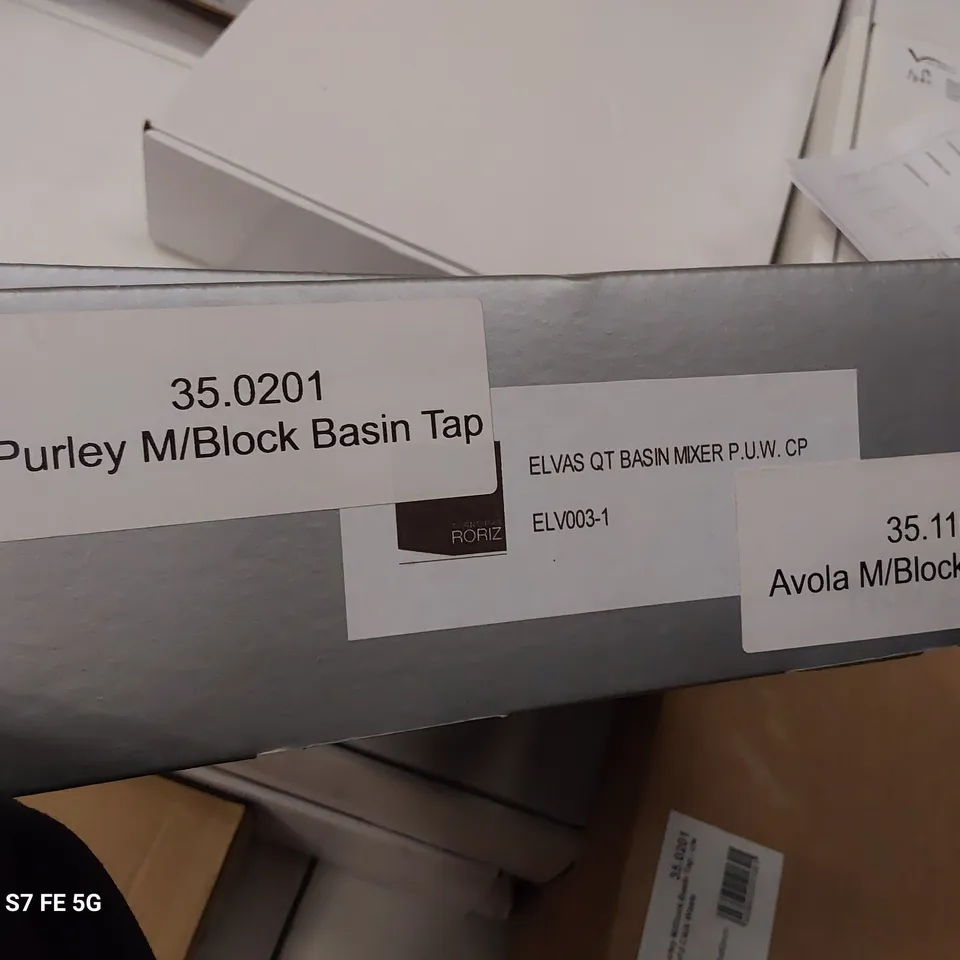 35.0201
Purley M/Block Basin Tap
ELVAS QT BASIN MIXER P.U.W. CP
RORIZ
ELV003-1
35.11
Avola M/Block
35.0201
S7 FE 5G